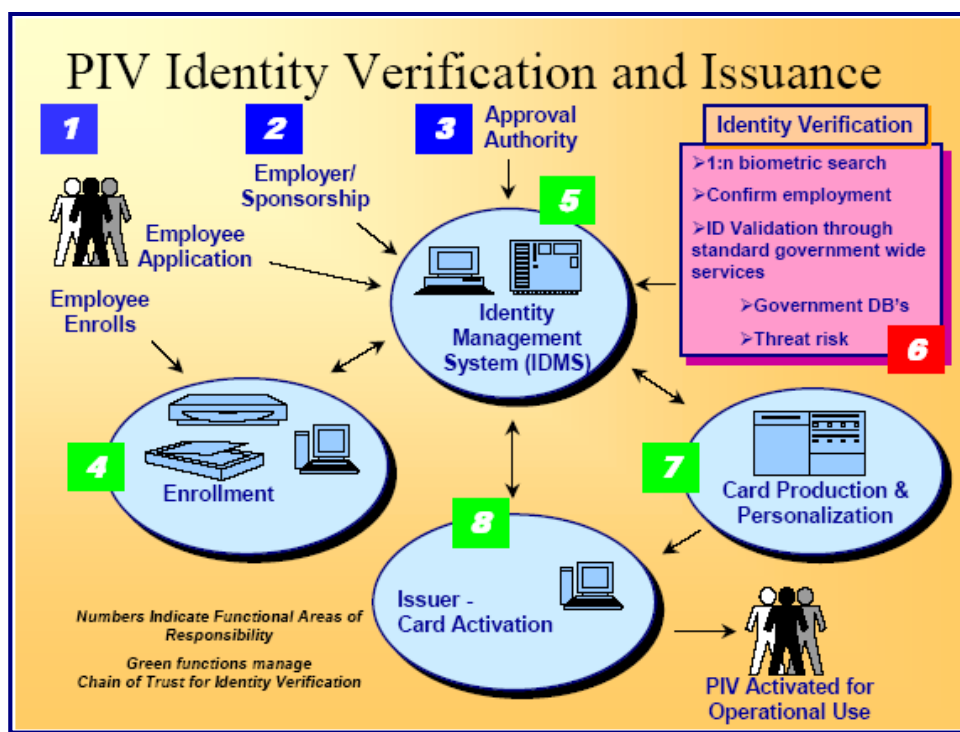 PIV Identity Verification and Issuance
1
2
3
Approval
Authority
Employer/
Sponsorship
Employee
Application
Employee
Enrolls
Identity Verification
➢1:n biometric search
➢Confirm employment
➢ID Validation through
standard government wide
services
➢Government DB's
➢Threat risk
6
5
Identity
Management
System (IDMS)
4
Enrollment
7
Card Production &
Personalization
8
Issuer -
Card Activation
Numbers Indicate Functional Areas of
Responsibility
Green functions manage
Chain of Trust for Identity Verification
PIV Activated for
Operational Use